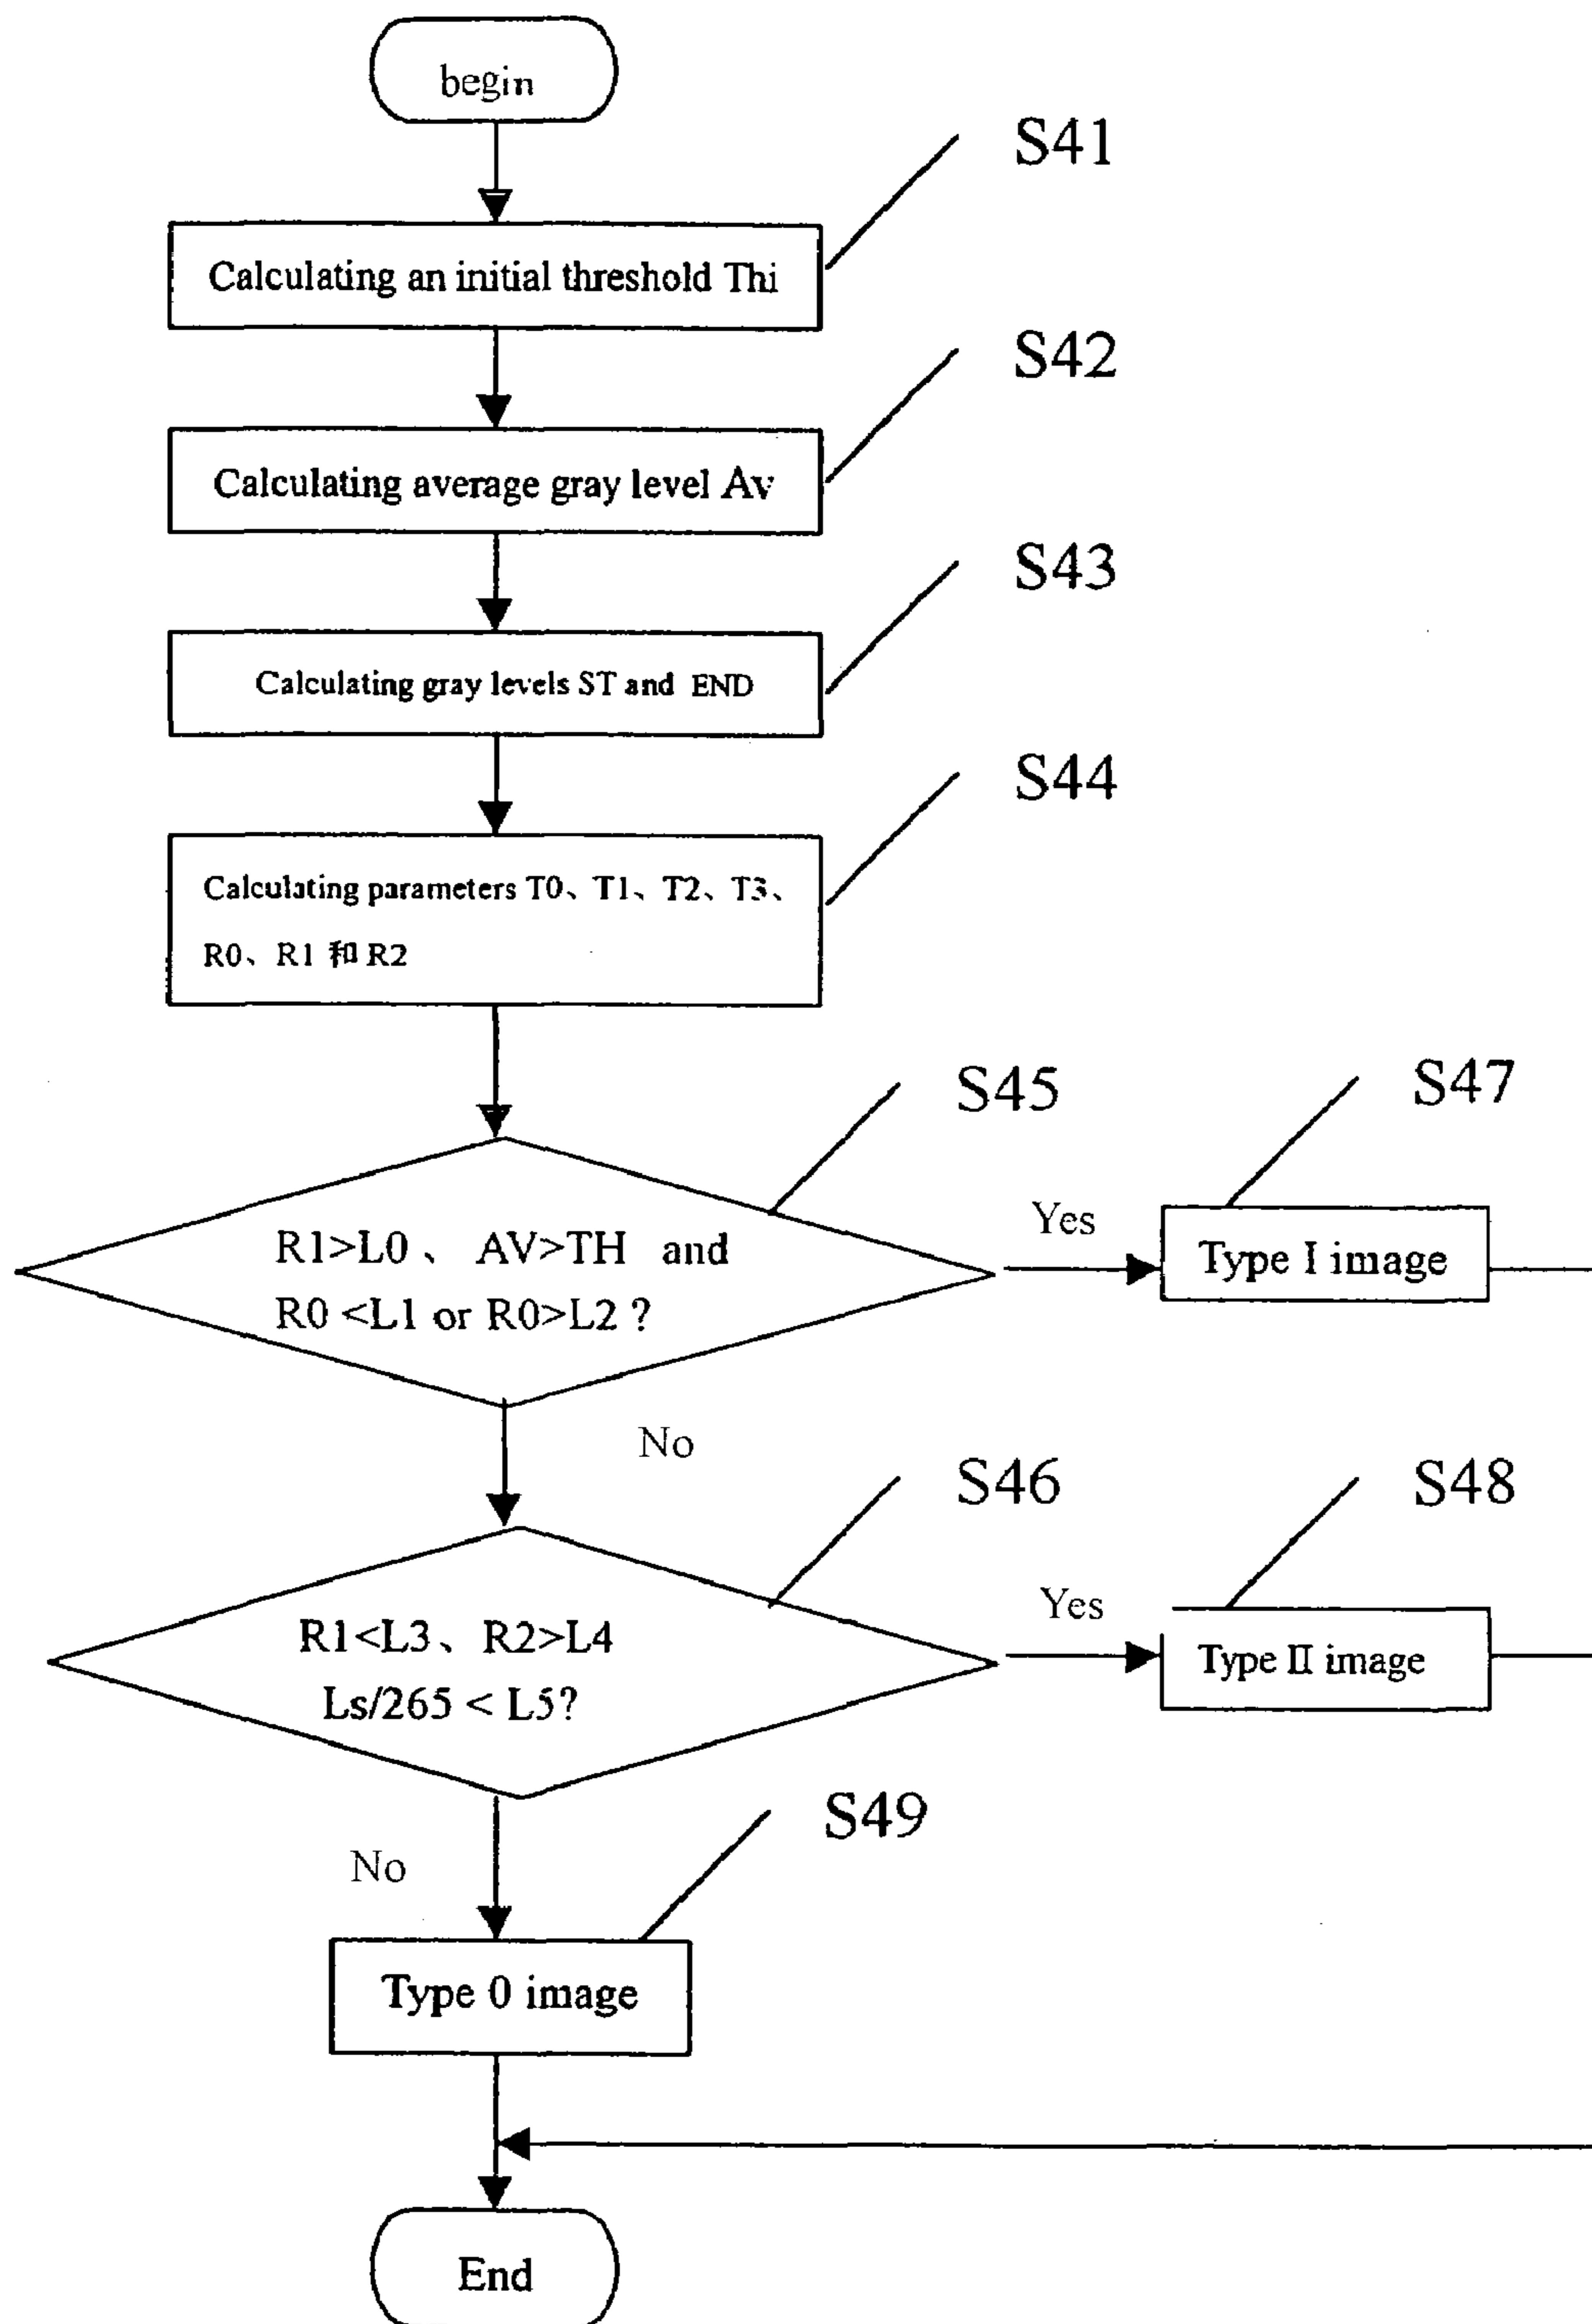 begin
S41
Calculating an initial threshold Thi
S42
Calculating average gray level Av
S43
Calculating gray levels ST and END
S44
Calculating parameters T0、T1、T2、T3、
R0、R1 和 R2
S45
S47
R1>L0 、 AV>TH and
R0 <L1 or R0>L2 ?
Yes
Type I image
No
S46
S48
R1<L3、R2>L4
Ls/265 < L5?
Yes
Type II image
S49
No
Type 0 image
End